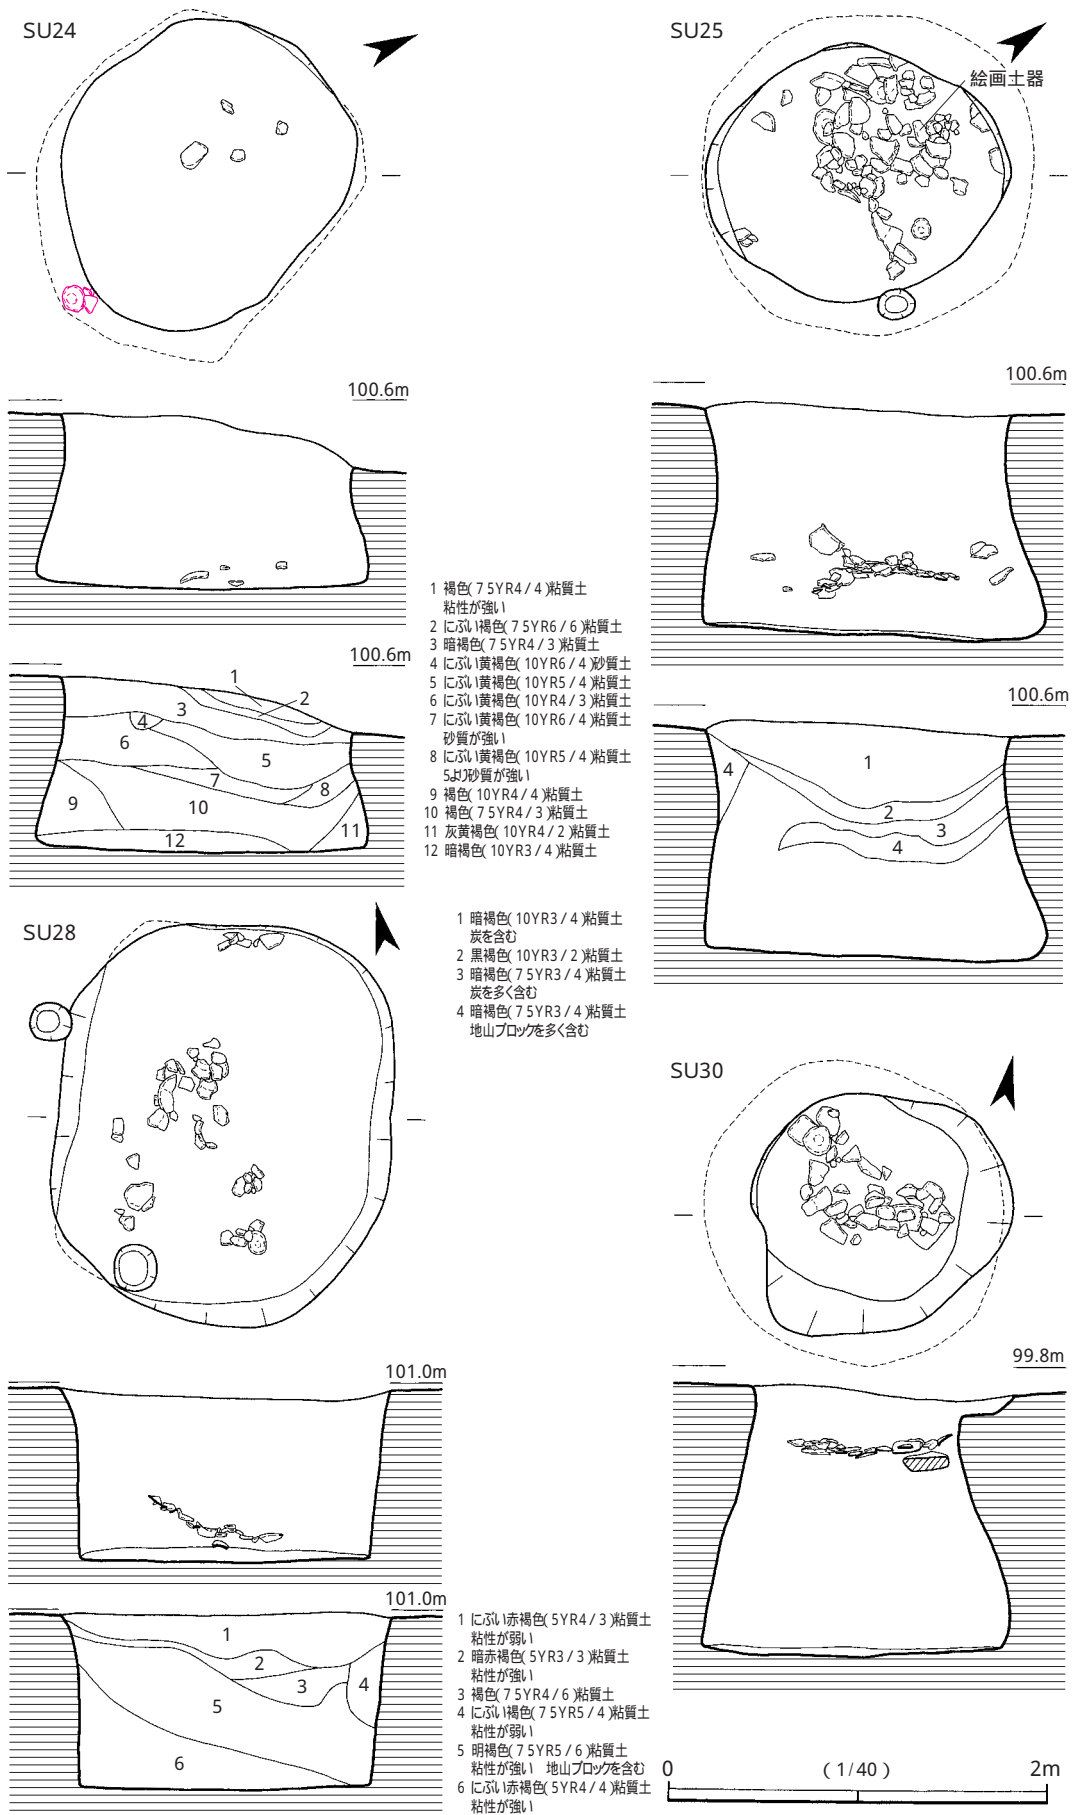 SU24
SU25
絵画土器
100.6m
100.6m
1 褐色(7 5YR4/4)粘質土
粘性が強い
2 にぶい褐色(7 5YR6/6)粘質土
3 暗褐色(7 5YR4/3)粘質土
4 にぶい黄褐色(10YR6/4)砂質土
5 にぶい黄褐色(10YR5/4)粘質土
6 にぶい黄褐色(10YR4/3)粘質土
7 にぶい黄褐色(10YR6/4)粘質土
砂質が強い
8 にぶい黄褐色(10YR5/4)粘質土
5より砂質が強い
9 褐色(10YR4/4)粘質土
10 褐色(7 5YR4/3)粘質土
11 灰黄褐色(10YR4/2)粘質土
12 暗褐色(10YR3/4)粘質土
100.6m
1
2
3
4
5
6
7
8
9
10
11
12
100.6m
1
2
3
4
4
SU28
1 暗褐色(10YR3/4)粘質土
炭を含む
2 黒褐色(10YR3/2)粘質土
3 暗褐色(7 5YR3/4)粘質土
炭を多く含む
4 暗褐色(7 5YR3/4)粘質土
地山ブロックを多く含む
SU30
101.0m
99.8m
101.0m
1
2
3
4
5
6
1 にぶい赤褐色(5YR4/3)粘質土
粘性が弱い
2 暗赤褐色(5YR3/3)粘質土
粘性が強い
3 褐色(7 5YR4/6)粘質土
4 にぶい褐色(7 5YR5/4)粘質土
粘性が弱い
5 明褐色(7 5YR5/6)粘質土
粘性が強い 地山ブロックを含む
6 にぶい赤褐色(5YR4/4)粘質土
粘性が強い
0 (1/40) 2m